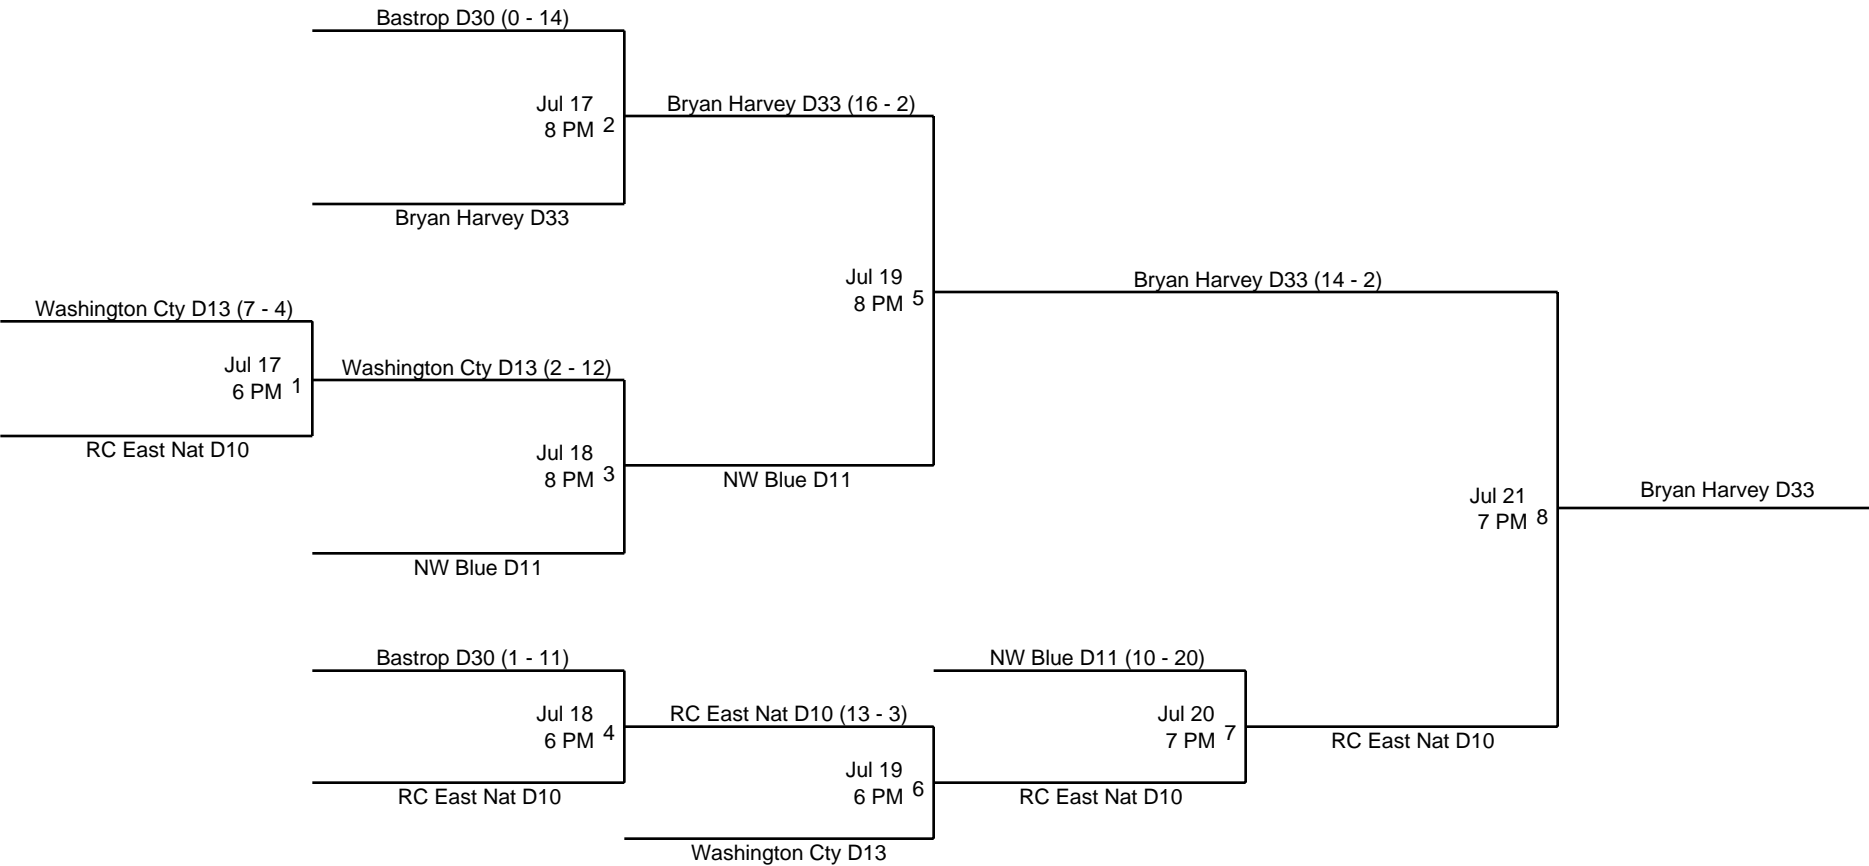 Bastrop D30 (0 - 14)
Jul 17
8 PM 2
Bryan Harvey D33 (16 - 2)
Bryan Harvey D33
Jul 19
8 PM 5
Bryan Harvey D33 (14 - 2)
Washington Cty D13 (7 - 4)
Jul 17
6 PM 1
Washington Cty D13 (2 - 12)
RC East Nat D10
Jul 18
8 PM 3
NW Blue D11
NW Blue D11
Jul 21
7 PM 8
Bryan Harvey D33
Bastrop D30 (1 - 11)
Jul 18
6 PM 4
RC East Nat D10 (13 - 3)
RC East Nat D10
Jul 19
6 PM 6
Washington Cty D13
NW Blue D11 (10 - 20)
Jul 20
7 PM 7
RC East Nat D10
RC East Nat D10